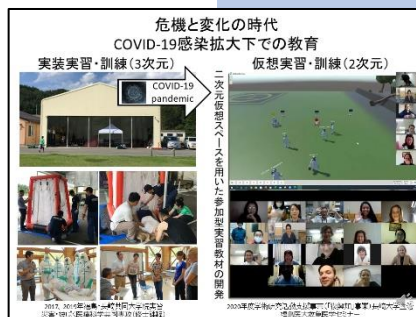 危機と変化の時代
COVID-19感染拡大下での教育
実装実習・訓練（3次元）
仮想実習・訓練（2次元）
COVID-19
pandemic
二次元仮想スペースを用いた参加型実習教材の開発